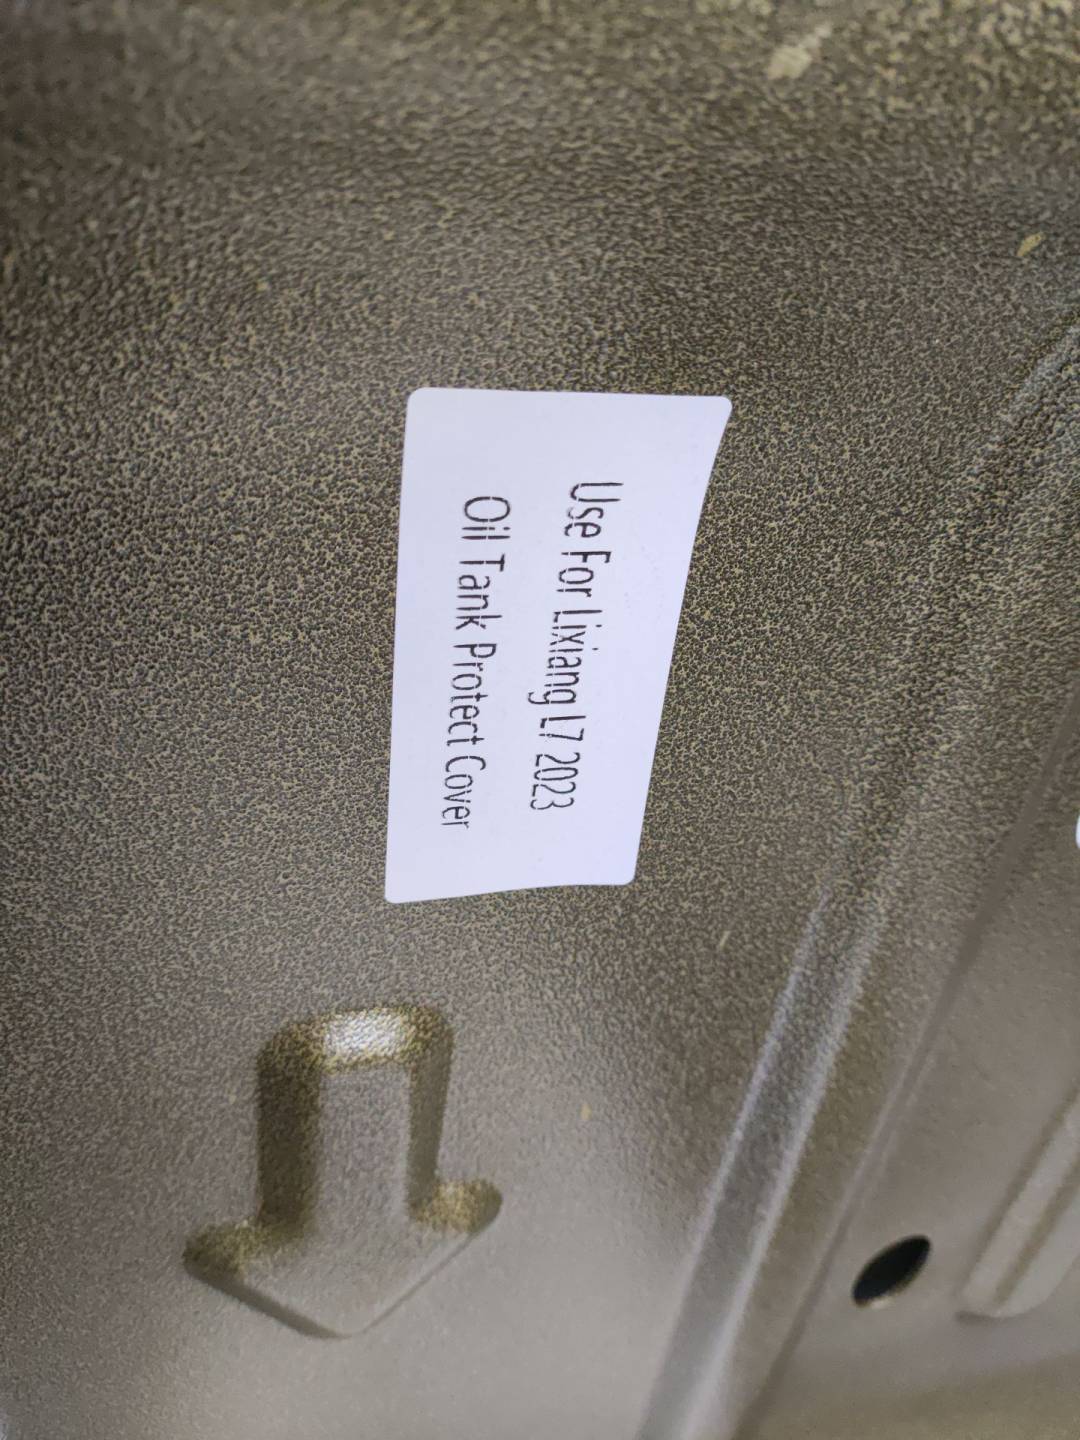 Use For Lixiang L7 2023
Oil Tank Protect Cover